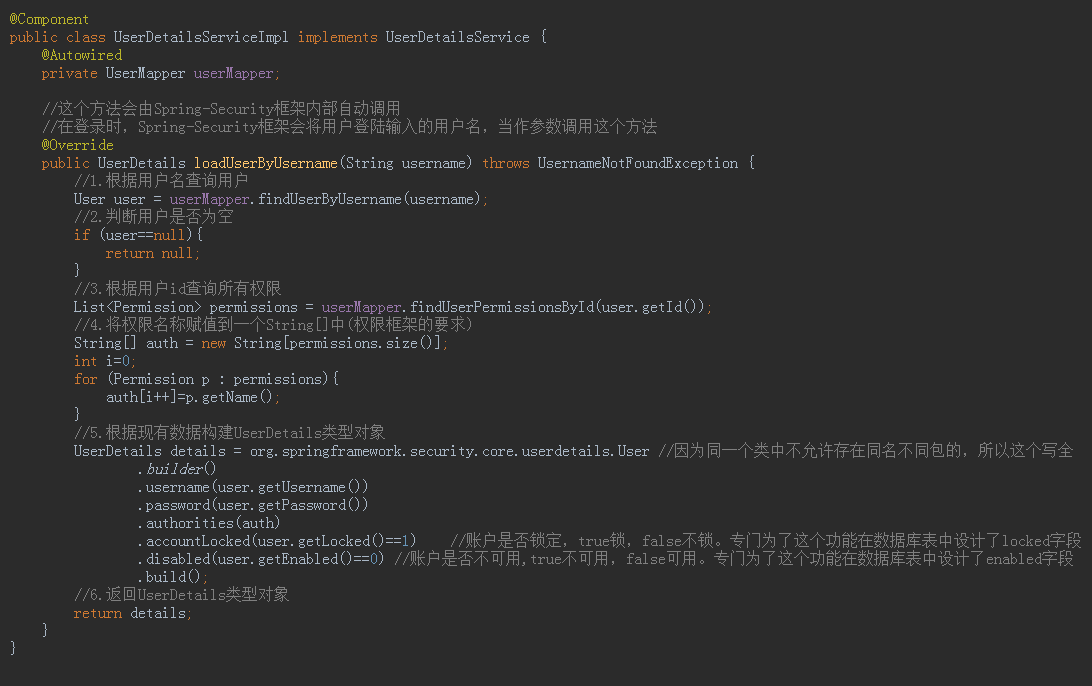 @Component
public class UserDetailsServiceImpl implements UserDetailsService {
@Autowired
private UserMapper userMapper;
//这个方法会由Spring-Security框架内部自动调用
//在登录时，Spring-Security框架会将用户登陆输入的用户名，当作参数调用这个方法
@Override
public UserDetails loadUserByUsername(String username) throws UsernameNotFoundException {
//1.根据用户名查询用户
User user = userMapper.findUserByUsername(username);
//2.判断用户是否为空
if (user==null){
return null;
}
//3.根据用户id查询所有权限
List<Permission> permissions = userMapper.findUserPermissionsById(user.getId());
//4.将权限名称赋值到一个String[]中(权限框架的要求)
String[] auth = new String[permissions.size()];
int i=0;
for (Permission p : permissions){
auth[i++]=p.getName();
}
//5.根据现有数据构建UserDetails类型对象
UserDetails details = org.springframework.security.core.userdetails.User //因为同一个类中不允许存在同名不同包的，所以这个写全
.builder()
.username(user.getUsername())
.password(user.getPassword())
.authorities(auth)
.accountLocked(user.getLocked()==1) //账户是否锁定，true锁，false不锁。专门为了这个功能在数据库表中设计了locked字段
.disabled(user.getEnabled()==0) //账户是否不可用,true不可用，false可用。专门为了这个功能在数据库表中设计了enabled字段
.build();
//6.返回UserDetails类型对象
return details;
}
}